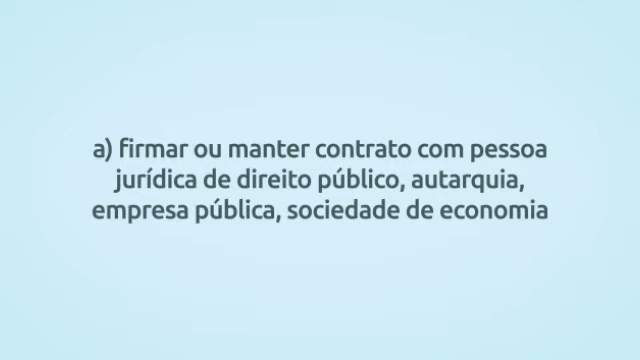 a) firmar ou manter contrato com pessoa
jurídica de direito público, autarquia,
empresa pública, sociedade de economia